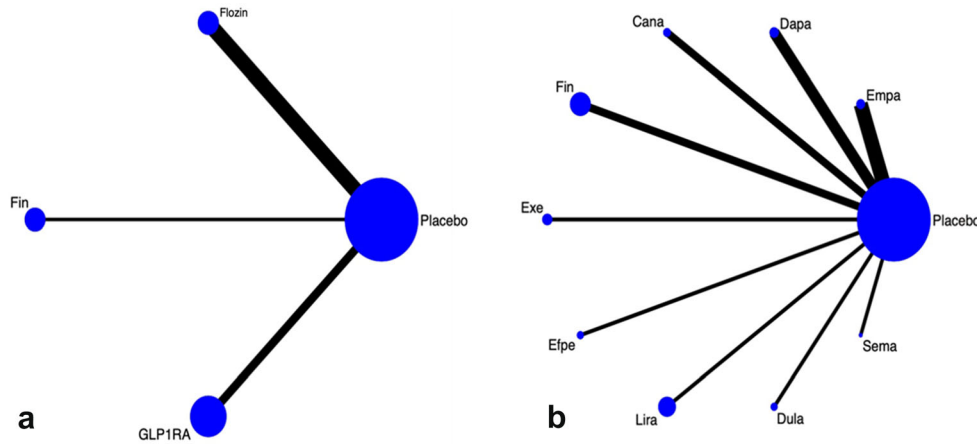 Flozin
Fin
Placebo
GLP1RA
a
Cana
Dapa
Fin
Empa
Exe
Placebo
Efpe
Sema
Lira
Dula
b